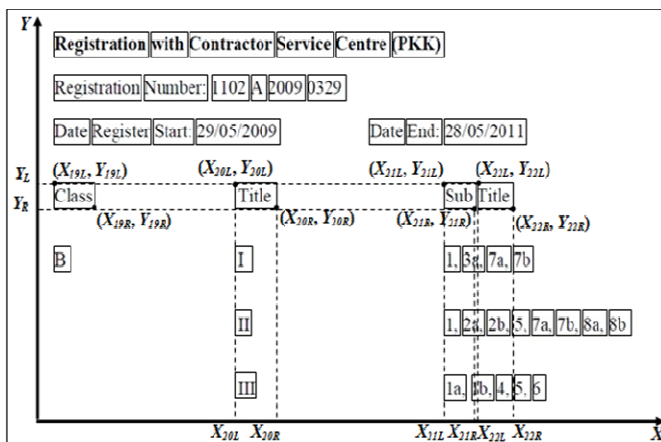 Y
Registration with Contractor Service Centre (PKK)
Registration Number: 1102 A 2009 0329
Date Register Start: 29/05/2009 Date End: 28/05/2011
Y_L (X_19L, Y_19L) (X_20L, Y_20L) (X_21L, Y_21L) (X_22L, Y_22L)
Class Title Sub Title
Y_R (X_19R, Y_19R) (X_20R, Y_20R) (X_21R, Y_21R) (X_22R, Y_22R)
B I 1, 3a, 7a, 7b
II 1, 2a, 2b, 5, 7a, 7b, 8a, 8b
III 1a, 1b, 4, 5, 6
X_20L X_20R X_21L X_21R X_22L X_22R X